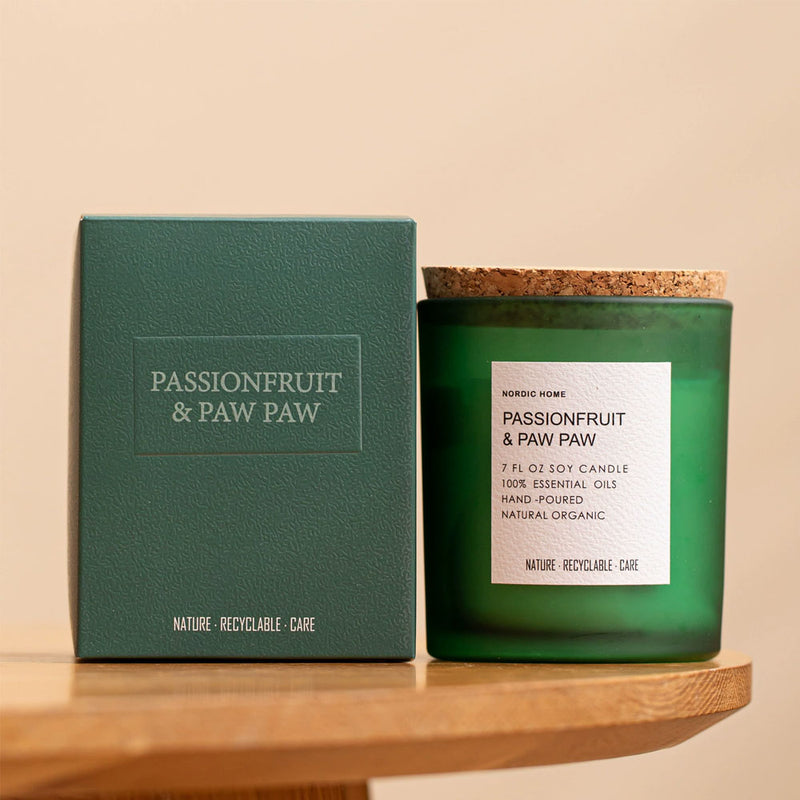 PASSIONFRUIT
& PAW PAW
NATURE · RECYCLABLE · CARE
NORDIC HOME
PASSIONFRUIT
& PAW PAW
7 FL OZ SOY CANDLE
100% ESSENTIAL OILS
HAND -POURED
NATURAL ORGANIC
NATURE · RECYCLABLE · CARE